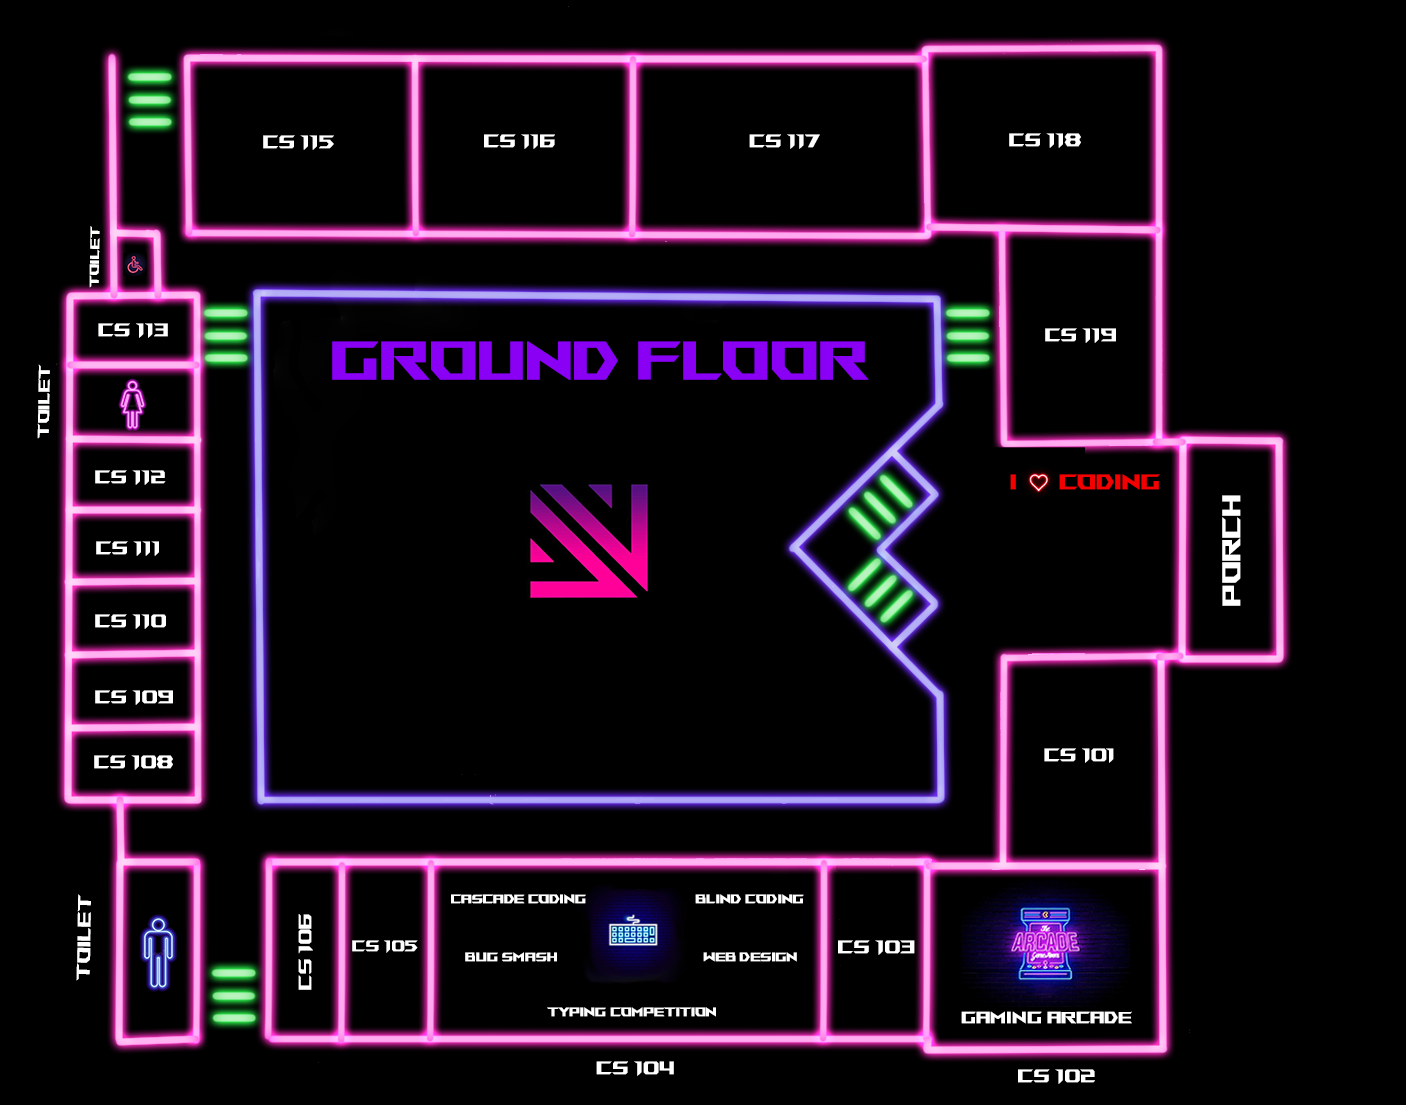 CS 115
CS 116
CS 117
CS 118
TOILET
CS 113
CS 119
GROUND FLOOR
TOILET
CS 112
I ♡ CODING
CS 111
PORCH
CS 110
CS 109
CS 108
CS 101
TOILET
CS 106
CS 105
CASCADE CODING
BLIND CODING
BUG SMASH
WEB DESIGN
TYPING COMPETITION
CS 103
The
ARCADE
GAMING ARCADE
CS 104
CS 102